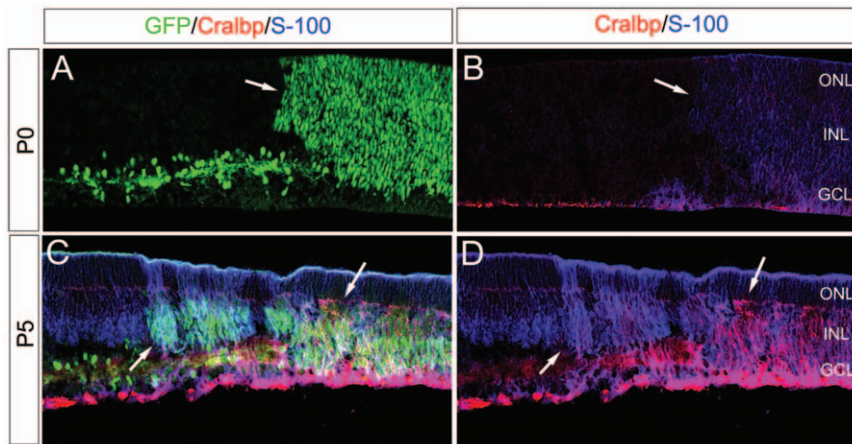 GFP/Cralbp/S-100
Cralbp/S-100
P0
A
B
ONL
INL
GCL
P5
C
D
ONL
INL
GCL